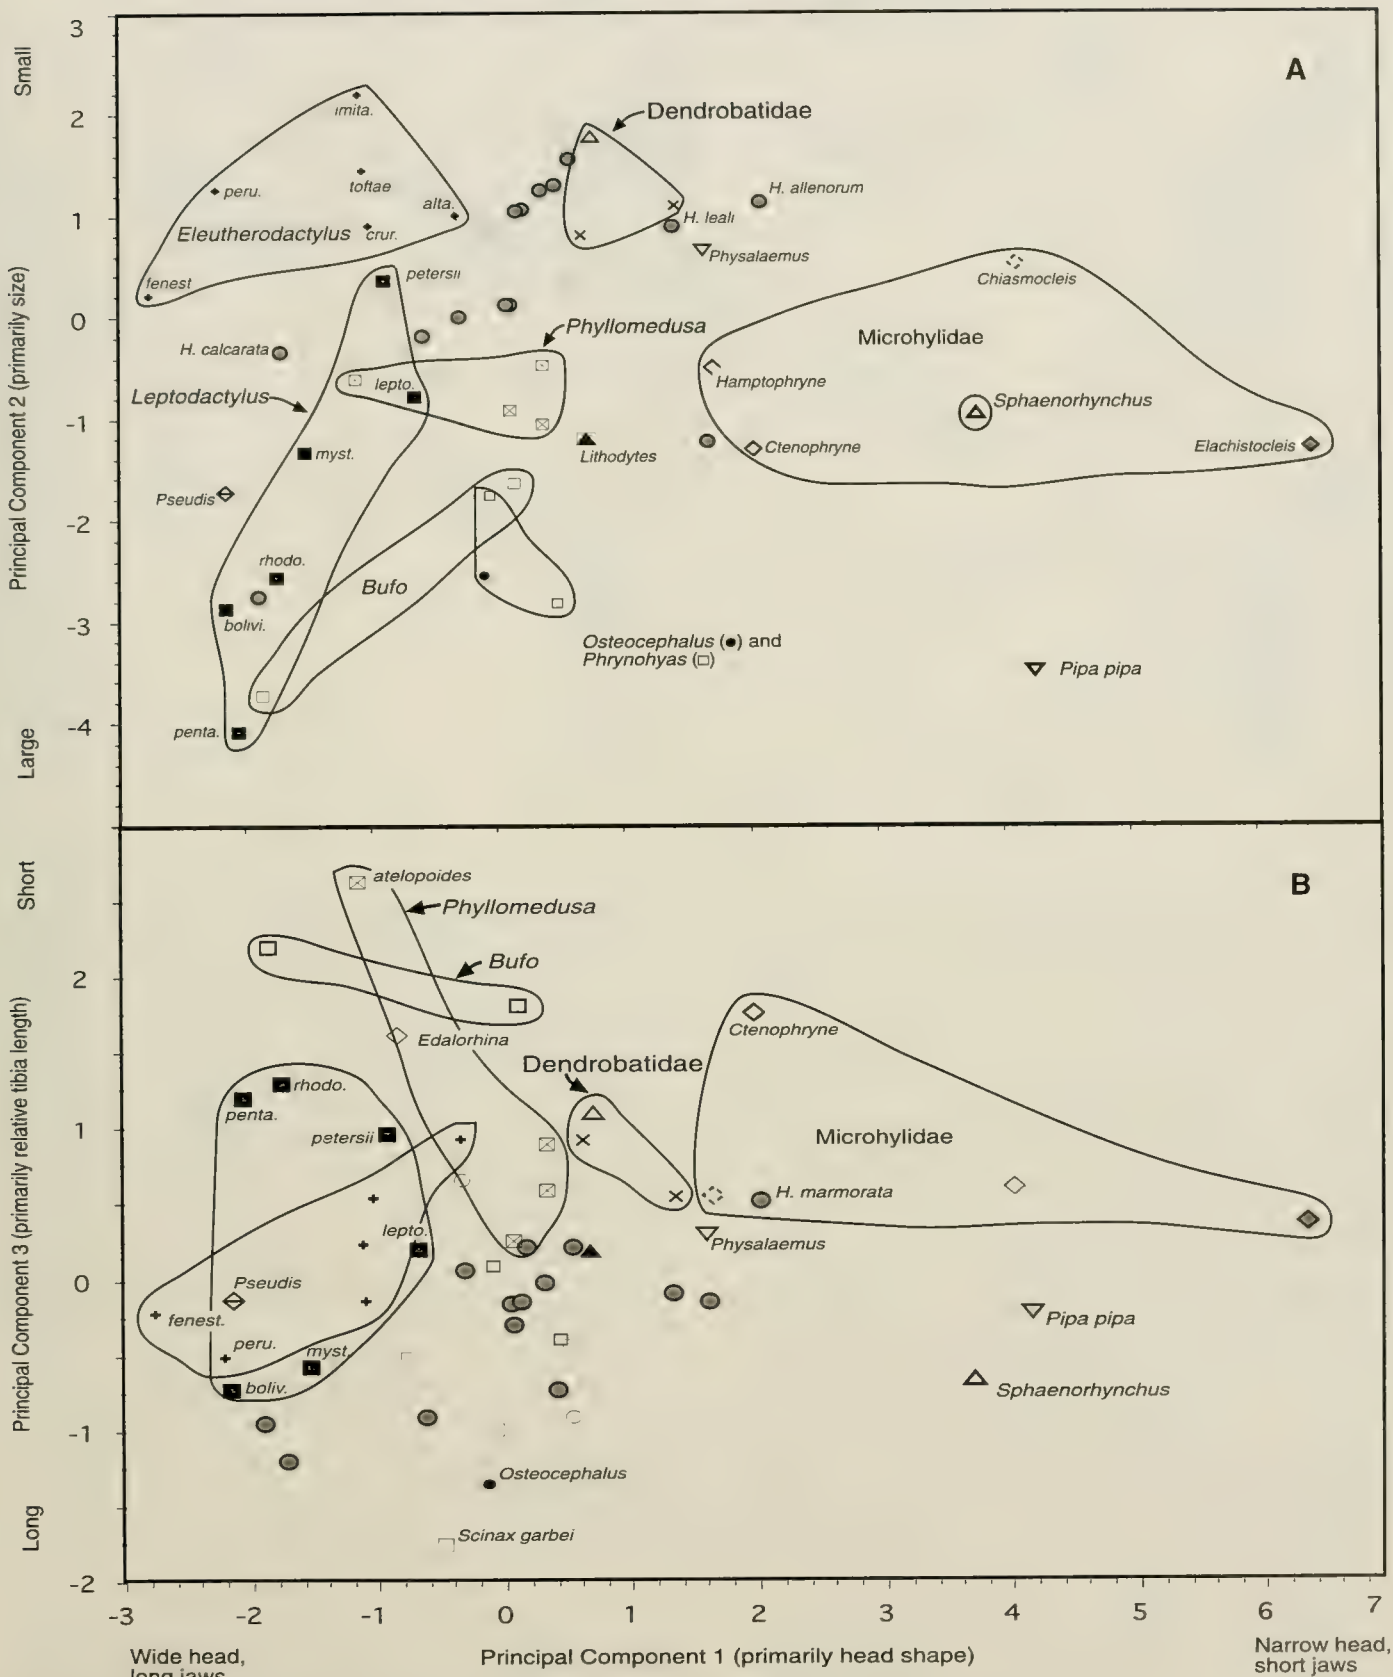 Small
3
A
2
imita.
Dendrobatidae
peru.
toftae
alta.
H. allenorum
1
Eleutherodactylus
crur.
H. leali
Physalaemus
fenest
petersii
Chiasmocleis
0
Phyllomedusa
Microhylidae
H. calcarata
lepto.
Hamptophryne
Leptodactylus
Sphaenorhynchus
-1
myst.
Lithodytes
Ctenophryne
Elachistocleis
Pseudis
-2
rhodo.
Bufo
bolivi.
-3
Osteocephalus (●) and
Phrynohyas (□)
Pipa pipa
penta.
-4
Principal Component 2 (primarily size)
Large
Short
B
atelopoides
Phyllomedusa
Bufo
2
Ctenophryne
Edalorhina
Dendrobatidae
rhodo.
penta.
petersii
1
Microhylidae
H. marmorata
lepto.
Physalaemus
Pseudis
0
fenest.
Pipa pipa
peru.
myst.
boliv.
Sphaenorhynchus
-1
Osteocephalus
Scinax garbei
-2
Principal Component 3 (primarily relative tibia length)
Long
-3 -2 -1 0 1 2 3 4 5 6 7
Wide head,
long jaws
Principal Component 1 (primarily head shape)
Narrow head,
short jaws